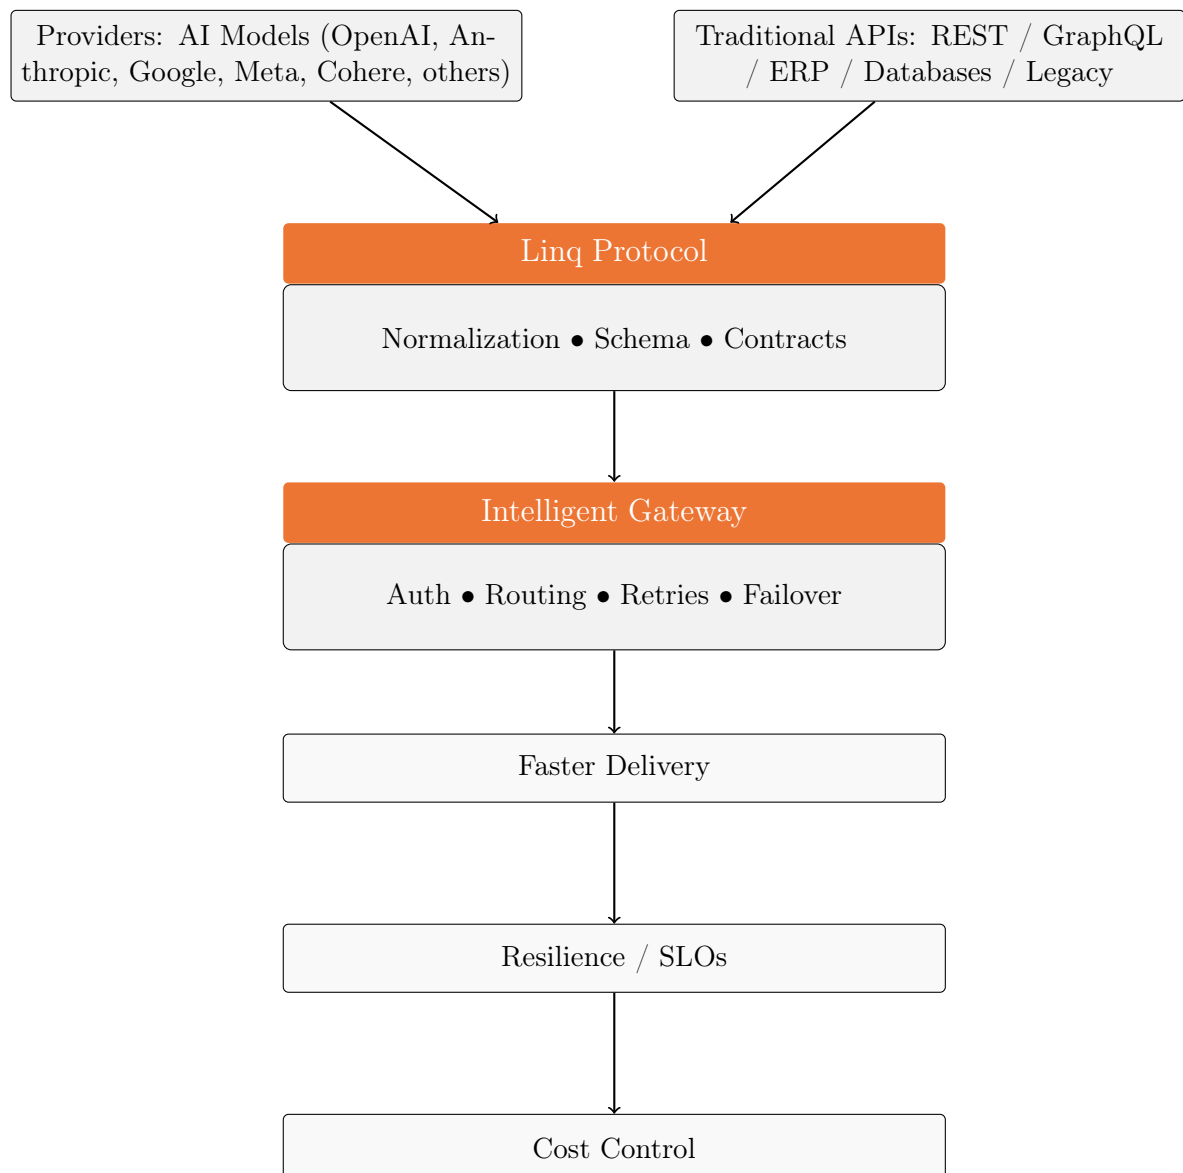 Providers: AI Models (OpenAI, An-
thropic, Google, Meta, Cohere, others)
Traditional APIs: REST / GraphQL
/ ERP / Databases / Legacy
Linq Protocol
Normalization • Schema • Contracts
Intelligent Gateway
Auth • Routing • Retries • Failover
Faster Delivery
Resilience / SLOs
Cost Control